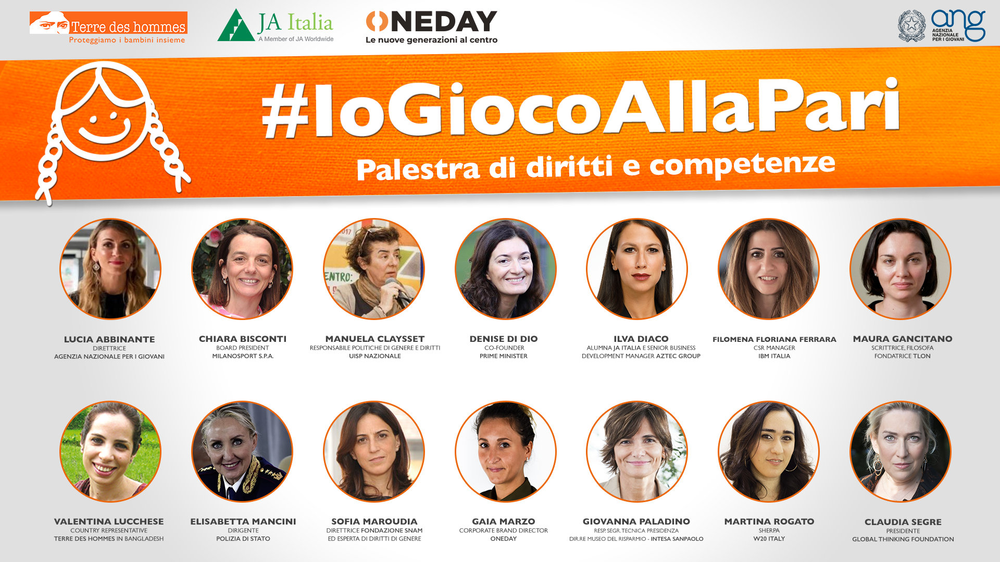 Terre des hommes
Proteggiamo i bambini insieme
JA Italia
A Member of JA Worldwide
ONEDAY
Le nuove generazioni al centro
ang
AGENZIA
NAZIONALE
PER I GIOVANI
#IoGiocoAllaPari
Palestra di diritti e competenze
2017
ENTRO:
LUCIA ABBINANTE
DIRETTRICE
AGENZIA NAZIONALE PER I GIOVANI
CHIARA BISCONTI
BOARD PRESIDENT
MILANOSPORT S.P.A.
MANUELA CLAYSSET
RESPONSABILE POLITICHE DI GENERE E DIRITTI
UISP NAZIONALE
DENISE DI DIO
CO-FOUNDER
PRIME MINISTER
ILVA DIACO
ALUMNA JA ITALIA E SENIOR BUSINESS
DEVELOPMENT MANAGER AZTEC GROUP
FILOMENA FLORIANA FERRARA
CSR MANAGER
IBM ITALIA
MAURA GANCITANO
SCRITTRICE, FILOSOFA
FONDATRICE TLON
VALENTINA LUCCHESE
COUNTRY REPRESENTATIVE
TERRE DES HOMMES IN BANGLADESH
ELISABETTA MANCINI
DIRIGENTE
POLIZIA DI STATO
SOFIA MAROUDIA
DIRETTRICE FONDAZIONE SNAM
ED ESPERTA DI DIRITTI DI GENERE
GAIA MARZO
CORPORATE BRAND DIRECTOR
ONEDAY
GIOVANNA PALADINO
RESP. SEGR. TECNICA PRESIDENZA
DIR.RE MUSEO DEL RISPARMIO - INTESA SANPAOLO
MARTINA ROGATO
SHERPA
W20 ITALY
CLAUDIA SEGRE
PRESIDENTE
GLOBAL THINKING FOUNDATION